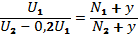 U₁/(U₂ − 0,2U₁) = (N₁ + y)/(N₂ + y)